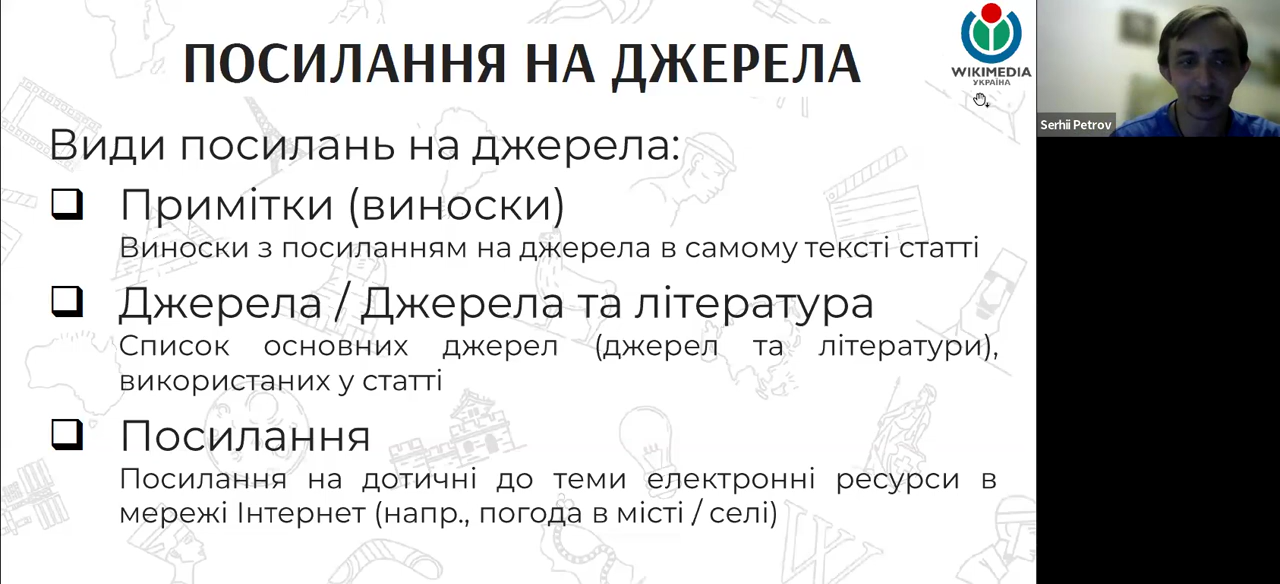 ПОСИЛАННЯ НА ДЖЕРЕЛА
WIKIMEDIA
УКРАЇНА
Serhii Petrov
Види посилань на джерела:
Примітки (виноски)
Виноски з посиланням на джерела в самому тексті статті
Джерела / Джерела та література
Список основних джерел (джерел та літератури),
використаних у статті
Посилання
Посилання на дотичні до теми електронні ресурси в
мережі Інтернет (напр., погода в місті / селі)